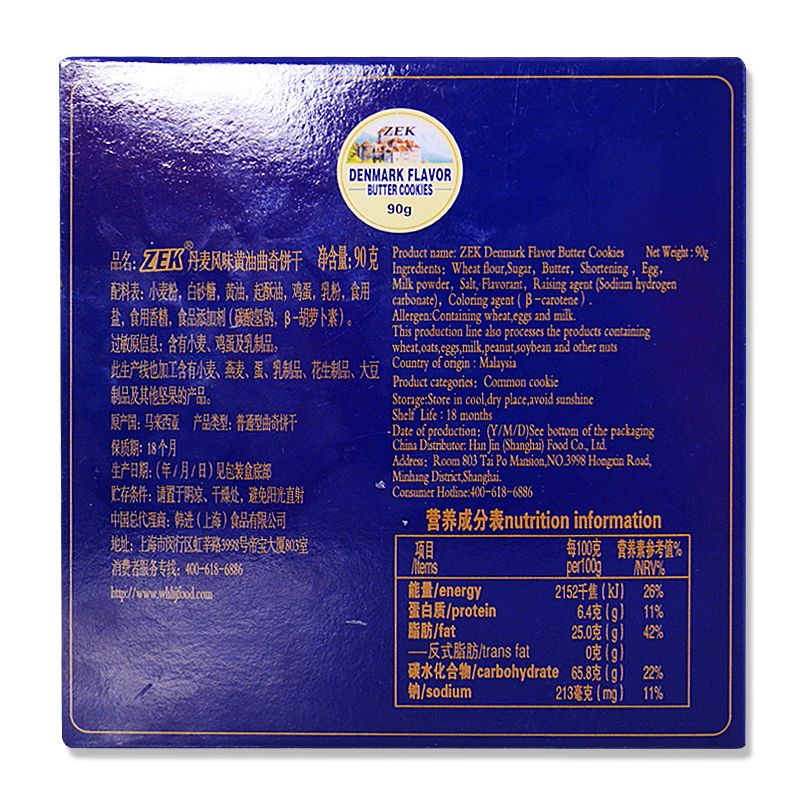 ZEK
DENMARK FLAVOR
BUTTER COOKIES
90g
品名: ZEK® 丹麦风味黄油曲奇饼干 净含量: 90克
配料表: 小麦粉, 白砂糖, 黄油, 起酥油, 鸡蛋, 乳粉, 食用
盐, 食用香精, 食品添加剂 (碳酸氢钠, β-胡萝卜素)。
过敏原信息: 含有小麦、鸡蛋及乳制品。
此生产线也加工含有小麦、燕麦、蛋、乳制品、花生制品、大豆
制品及其他坚果的产品。
原产国: 马来西亚 产品类型: 普通型曲奇饼干
保质期: 18个月
生产日期: (年/月/日) 见包装盒底部
贮存条件: 请置于阴凉、干燥处, 避免阳光直射
中国总代理商: 韩进 (上海) 食品有限公司
地址: 上海市闵行区虹莘路3998号帝宝大厦803室
消费者服务专线: 400-618-6886
http://www.whhjfood.com
Product name: ZEK Denmark Flavor Butter Cookies Net Weight: 90g
Ingredients: Wheat flour,Sugar, Butter, Shortening , Egg,
Milk powder, Salt, Flavorant, Raising agent (Sodium hydrogen
carbonate), Coloring agent (β-carotene).
Allergen:Containing wheat,eggs and milk.
This production line also processes the products containing
wheat,oats,eggs,milk,peanut,soybean and other nuts
Country of origin : Malaysia
Product categories: Common cookie
Storage:Store in cool,dry place,avoid sunshine
Shelf Life : 18 months
Date of production: (Y/M/D)See bottom of the packaging
China Distributor: Han Jin (Shanghai) Food Co., Ltd.
Address: Room 803 Tai Po Mansion,NO.3998 Hongxin Road,
Minhang District,Shanghai.
Consumer Hotline:400-618-6886
营养成分表nutrition information
项目/Items 每100克per100g 营养素参考值%/NRV%
能量/energy 2152千焦(kJ) 26%
蛋白质/protein 6.4克(g) 11%
脂肪/fat 25.0克(g) 42%
——反式脂肪/trans fat 0克(g)
碳水化合物/carbohydrate 65.8克(g) 22%
钠/sodium 213毫克(mg) 11%